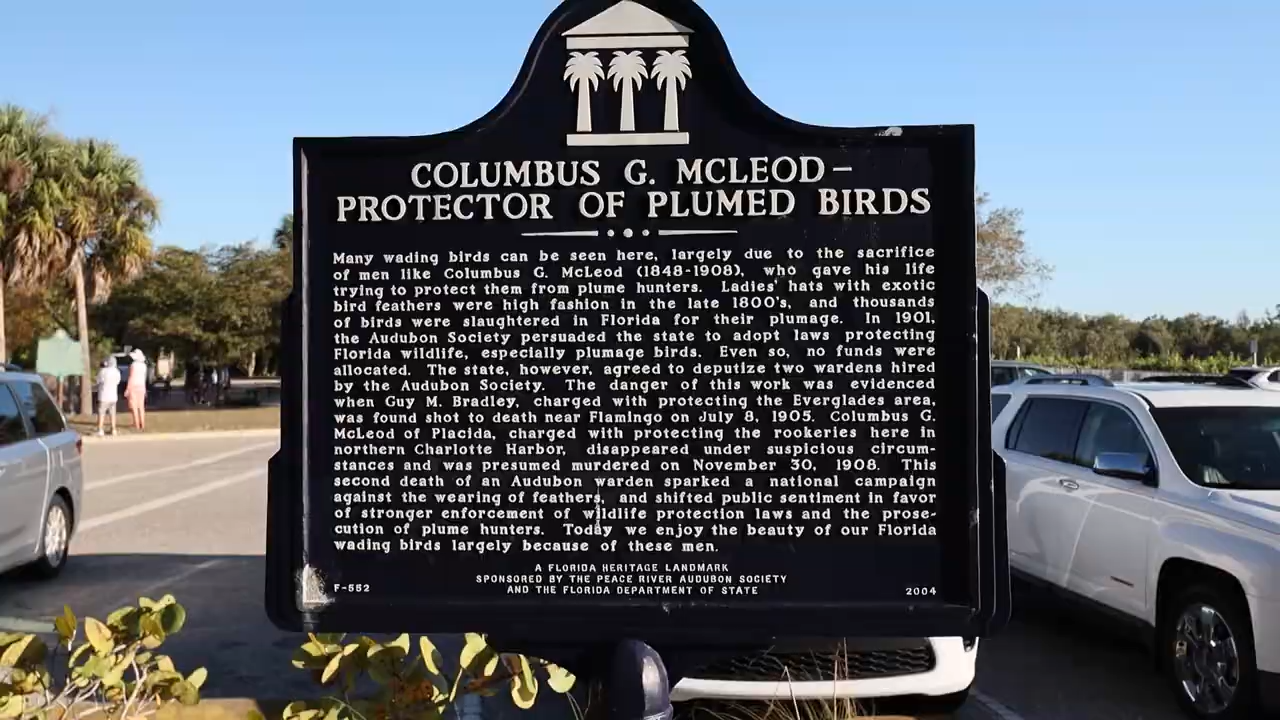 COLUMBUS G. MCLEOD–
PROTECTOR OF PLUMED BIRDS
Many wading birds can be seen here, largely due to the sacrifice
of men like Columbus G. McLeod (1848-1908), who gave his life
trying to protect them from plume hunters. Ladies' hats with exotic
bird feathers were high fashion in the late 1800's, and thousands
of birds were slaughtered in Florida for their plumage. In 1901,
the Audubon Society persuaded the state to adopt laws protecting
Florida wildlife, especially plumage birds. Even so, no funds were
allocated. The state, however, agreed to deputize two wardens hired
by the Audubon Society. The danger of this work was evidenced
when Guy M. Bradley, charged with protecting the Everglades area,
was found shot to death near Flamingo on July 8, 1905. Columbus G.
McLeod of Placida, charged with protecting the rookeries here in
northern Charlotte Harbor, disappeared under suspicious circum-
stances and was presumed murdered on November 30, 1908. This
second death of an Audubon warden sparked a national campaign
against the wearing of feathers, and shifted public sentiment in favor
of stronger enforcement of wildlife protection laws and the prose-
cution of plume hunters. Today we enjoy the beauty of our Florida
wading birds largely because of these men.
A FLORIDA HERITAGE LANDMARK
SPONSORED BY THE PEACE RIVER AUDUBON SOCIETY
AND THE FLORIDA DEPARTMENT OF STATE
F-552 2004